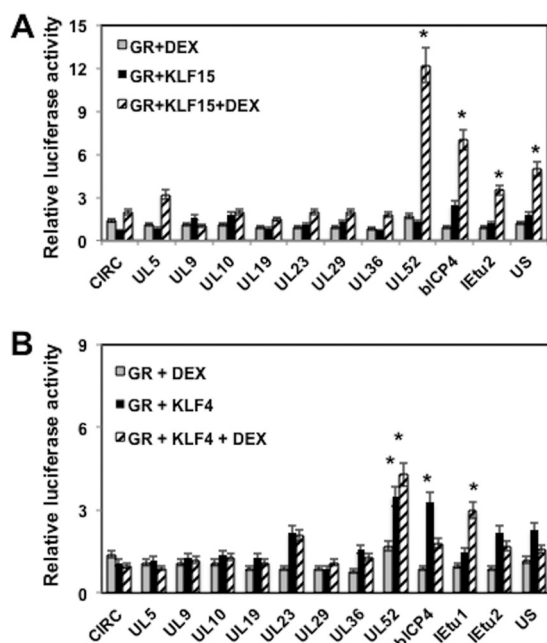 A
Relative luciferase activity
15
12
9
6
3
0
GR+DEX
GR+KLF15
GR+KLF15+DEX
*
*
*
*
CIRC
UL5
UL9
UL10
UL19
UL23
UL29
UL36
UL52
bICP4
IEtu2
US
B
Relative luciferase activity
9
6
3
0
GR + DEX
GR + KLF4
GR + KLF4 + DEX
*
*
*
*
CIRC
UL5
UL9
UL10
UL19
UL23
UL29
UL36
UL52
bICP4
IEtu1
IEtu2
US